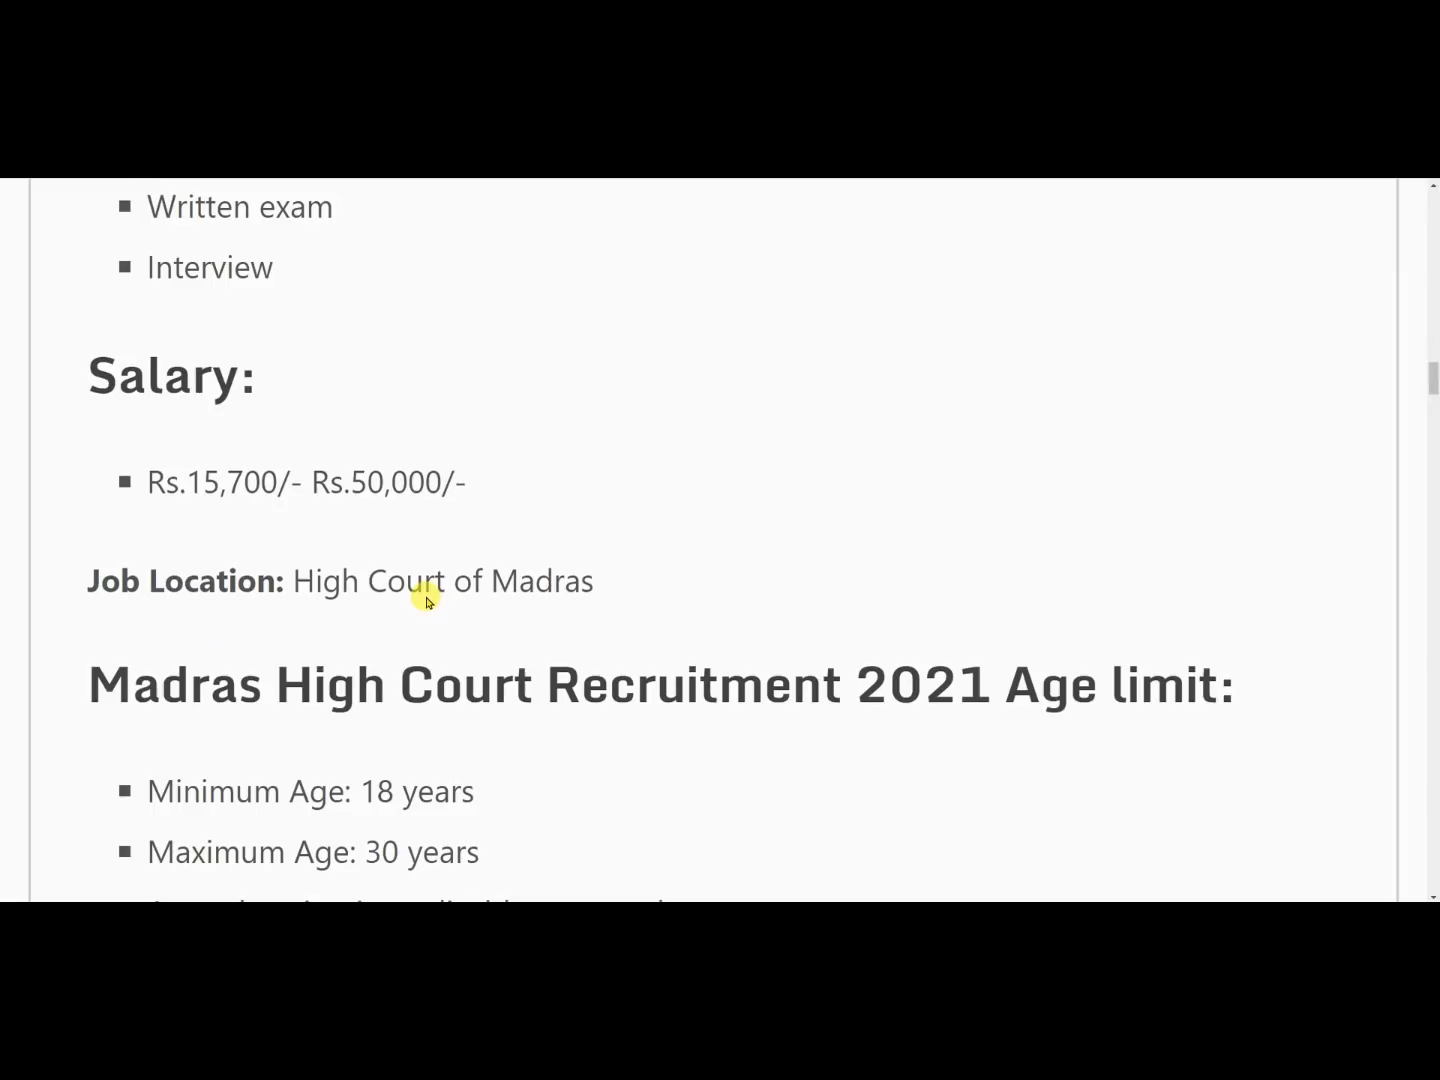 Written exam
Interview
Salary:
Rs.15,700/- Rs.50,000/-
Job Location: High Court of Madras
Madras High Court Recruitment 2021 Age limit:
Minimum Age: 18 years
Maximum Age: 30 years